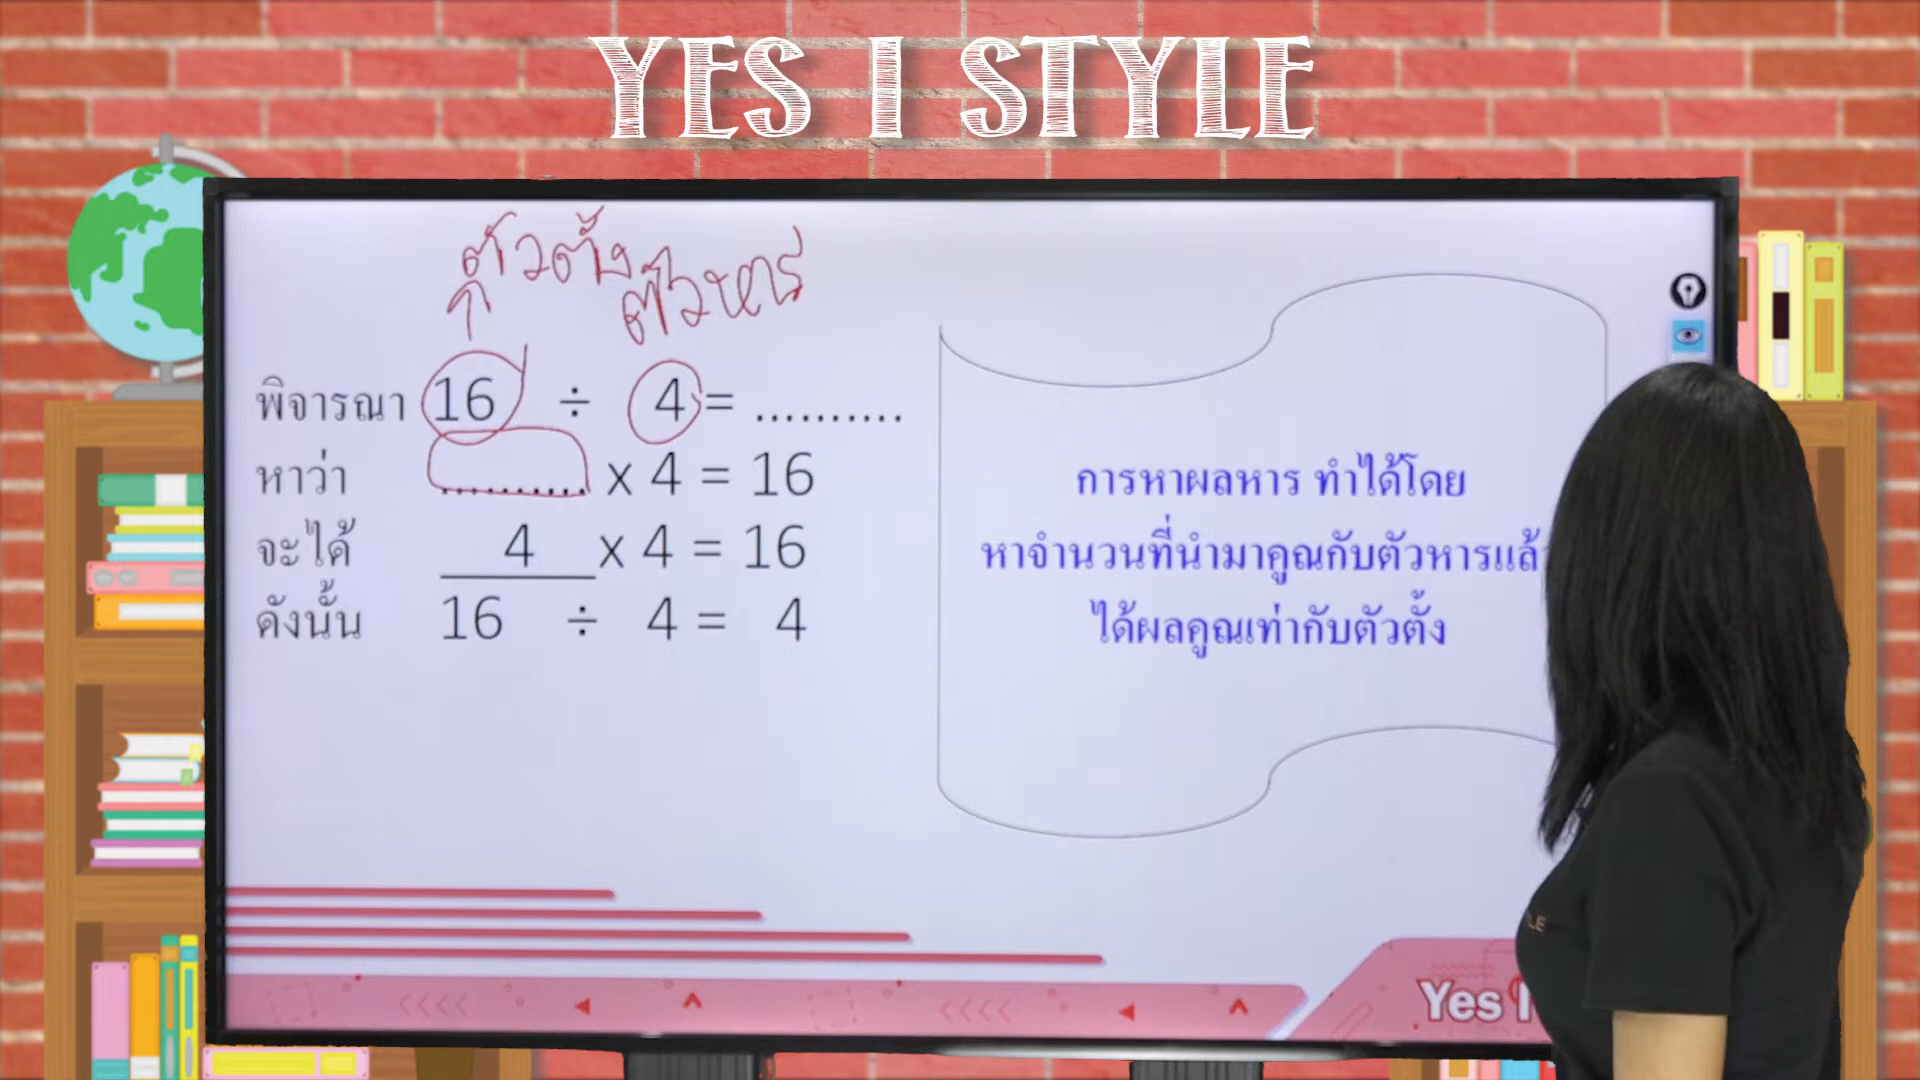 YES I STYLE
ตัวตั้ง
ตัวหาร
พิจารณา 16 ÷ 4 = ..........
หาว่า .......... x 4 = 16
จะได้ 4 x 4 = 16
ดังนั้น 16 ÷ 4 = 4
การหาผลหาร ทำได้โดย
หาจำนวนที่นำมาคูณกับตัวหารแล้ว
ได้ผลคูณเท่ากับตัวตั้ง
Yes I
LE